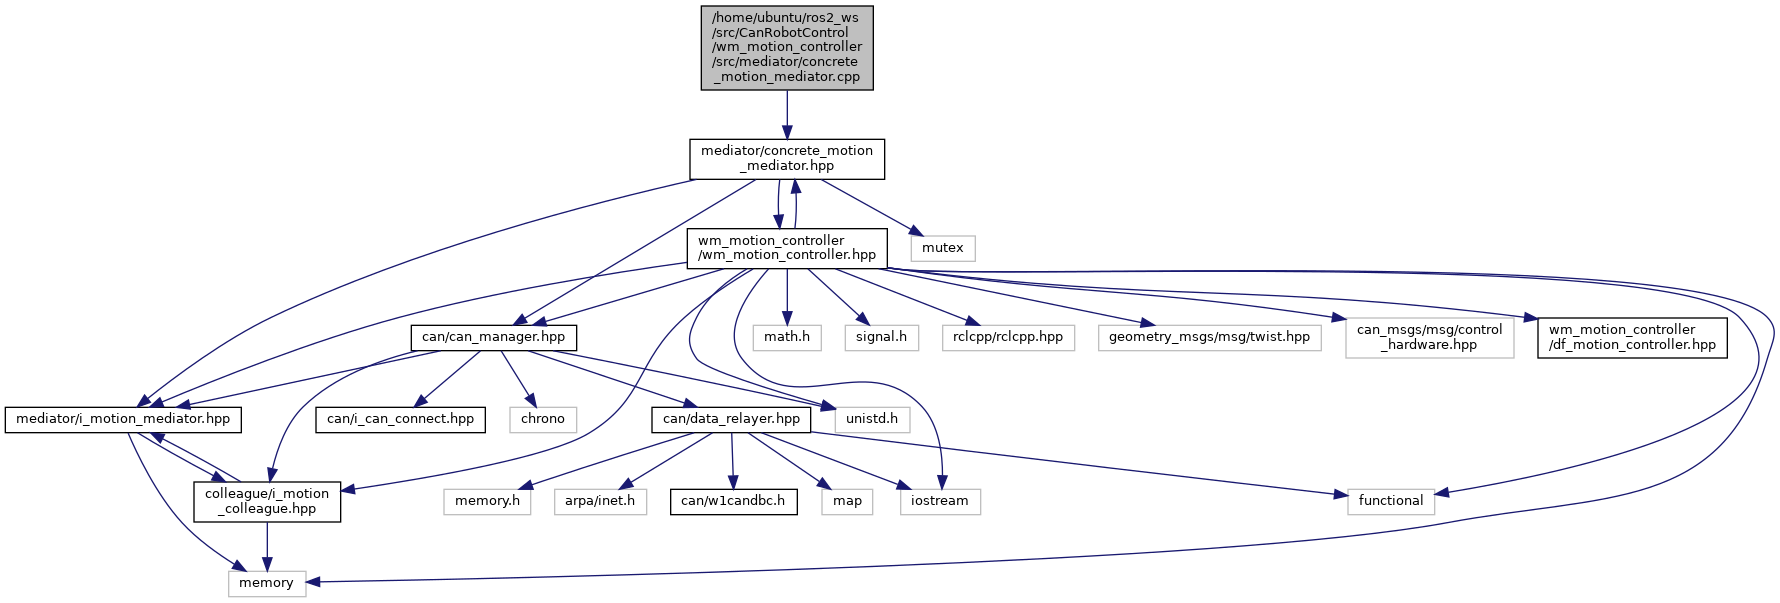 /home/ubuntu/ros2_ws
/src/CanRobotControl
/wm_motion_controller
/src/mediator/concrete
_motion_mediator.cpp
mediator/concrete_motion
_mediator.hpp
wm_motion_controller
/wm_motion_controller.hpp
mutex
can/can_manager.hpp
math.h
signal.h
rclcpp/rclcpp.hpp
geometry_msgs/msg/twist.hpp
can_msgs/msg/control
_hardware.hpp
wm_motion_controller
/df_motion_controller.hpp
mediator/i_motion_mediator.hpp
can/i_can_connect.hpp
chrono
can/data_relayer.hpp
unistd.h
colleague/i_motion
_colleague.hpp
memory.h
arpa/inet.h
can/w1candbc.h
map
iostream
functional
memory